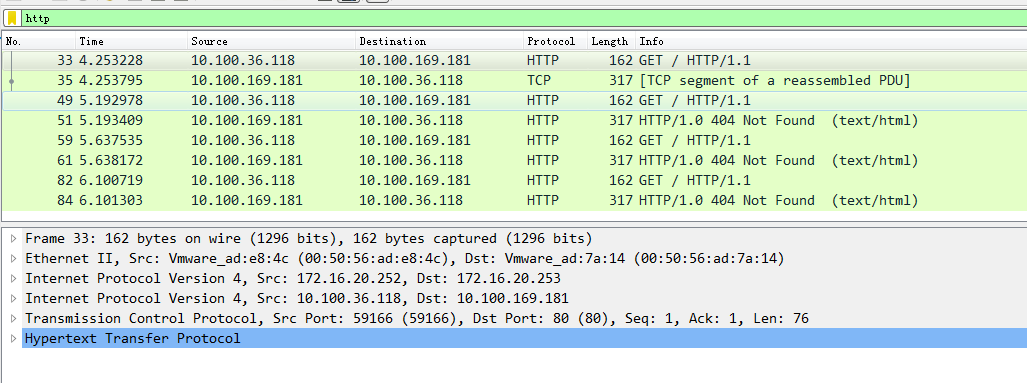 http
No. Time Source Destination Protocol Length Info
33 4.253228 10.100.36.118 10.100.169.181 HTTP 162 GET / HTTP/1.1
35 4.253795 10.100.169.181 10.100.36.118 TCP 317 [TCP segment of a reassembled PDU]
49 5.192978 10.100.36.118 10.100.169.181 HTTP 162 GET / HTTP/1.1
51 5.193409 10.100.169.181 10.100.36.118 HTTP 317 HTTP/1.0 404 Not Found (text/html)
59 5.637535 10.100.36.118 10.100.169.181 HTTP 162 GET / HTTP/1.1
61 5.638172 10.100.169.181 10.100.36.118 HTTP 317 HTTP/1.0 404 Not Found (text/html)
82 6.100719 10.100.36.118 10.100.169.181 HTTP 162 GET / HTTP/1.1
84 6.101303 10.100.169.181 10.100.36.118 HTTP 317 HTTP/1.0 404 Not Found (text/html)
Frame 33: 162 bytes on wire (1296 bits), 162 bytes captured (1296 bits)
Ethernet II, Src: Vmware_ad:e8:4c (00:50:56:ad:e8:4c), Dst: Vmware_ad:7a:14 (00:50:56:ad:7a:14)
Internet Protocol Version 4, Src: 172.16.20.252, Dst: 172.16.20.253
Internet Protocol Version 4, Src: 10.100.36.118, Dst: 10.100.169.181
Transmission Control Protocol, Src Port: 59166 (59166), Dst Port: 80 (80), Seq: 1, Ack: 1, Len: 76
Hypertext Transfer Protocol